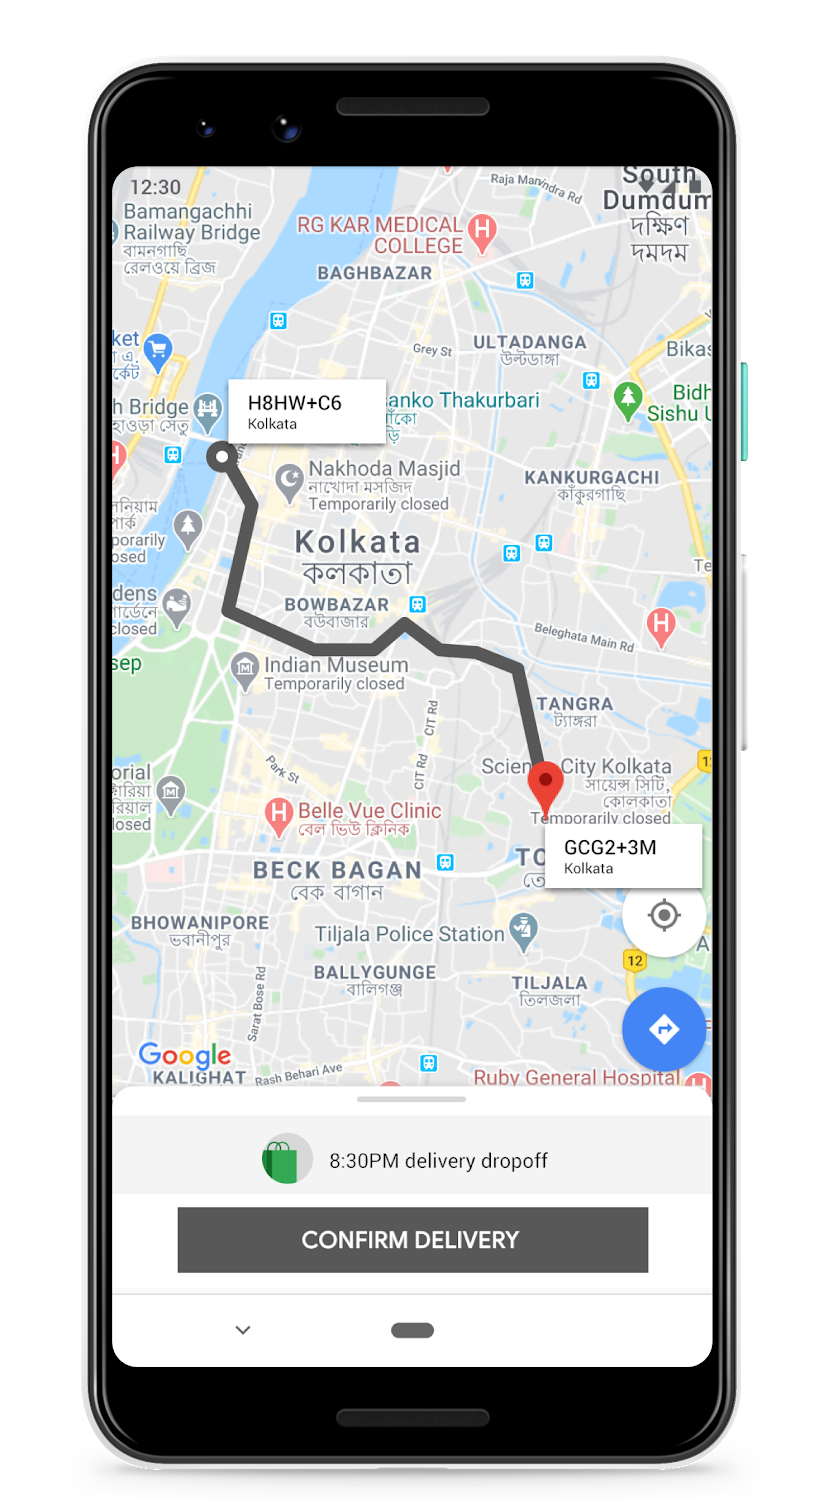 12:30
South
Dumdum
দক্ষিণ
দমদম
Raja Manindra Rd
Bamangachhi
Railway Bridge
বামনগাছি
রেলওয়ে ব্রিজ
RG KAR MEDICAL
COLLEGE
BAGHBAZAR
ket
র্কেট
Grey St
ULTADANGA
উল্টাডাঙ্গা
Bikas
h Bridge
হাওড়া সেতু
H8HW+C6
Kolkata
sanko Thakurbari
Bidh
Sishu U
Nakhoda Masjid
নাখোদা মসজিদ
Temporarily closed
KANKURGACHI
কাঁকুরগাছি
পার্ক
porarily
osed
Kolkata
কলকাতা
Te
dens
গার্ডেনে
closed
BOWBAZAR
বউবাজার
Beleghata Main Rd
sep
Indian Museum
Temporarily closed
CIT Rd
TANGRA
ট্যাংরা
Park St
CIT Rd
Scien City Kolkata
সায়েন্স সিটি,
কোলকাতা
Temporarily closed
orial
losed
Belle Vue Clinic
বেল ভিউ ক্লিনিক
GCG2+3M
Kolkata
BECK BAGAN
বেক বাগান
TO
BHOWANIPORE
ভবানীপুর
Tiljala Police Station
12
BALLYGUNGE
বালিগঞ্জ
TILJALA
তিলজলা
Sarat Bose Rd
Google
KALIGHAT
Rash Behari Ave
Ruby General Hospital
8:30PM delivery dropoff
CONFIRM DELIVERY